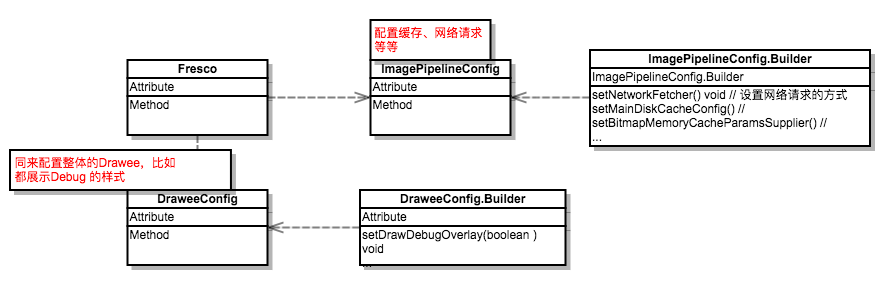 配置缓存、网络请求
等等
Fresco
Attribute
Method
ImagePipelineConfig
Attribute
Method
ImagePipelineConfig.Builder
ImagePipelineConfig.Builder
setNetworkFetcher() void // 设置网络请求的方式
setMainDiskCacheConfig() //
setBitmapMemoryCacheParamsSupplier() //
...
同来配置整体的Drawee，比如
都展示Debug 的样式
DraweeConfig
Attribute
Method
DraweeConfig.Builder
Attribute
setDrawDebugOverlay(boolean )
void
...